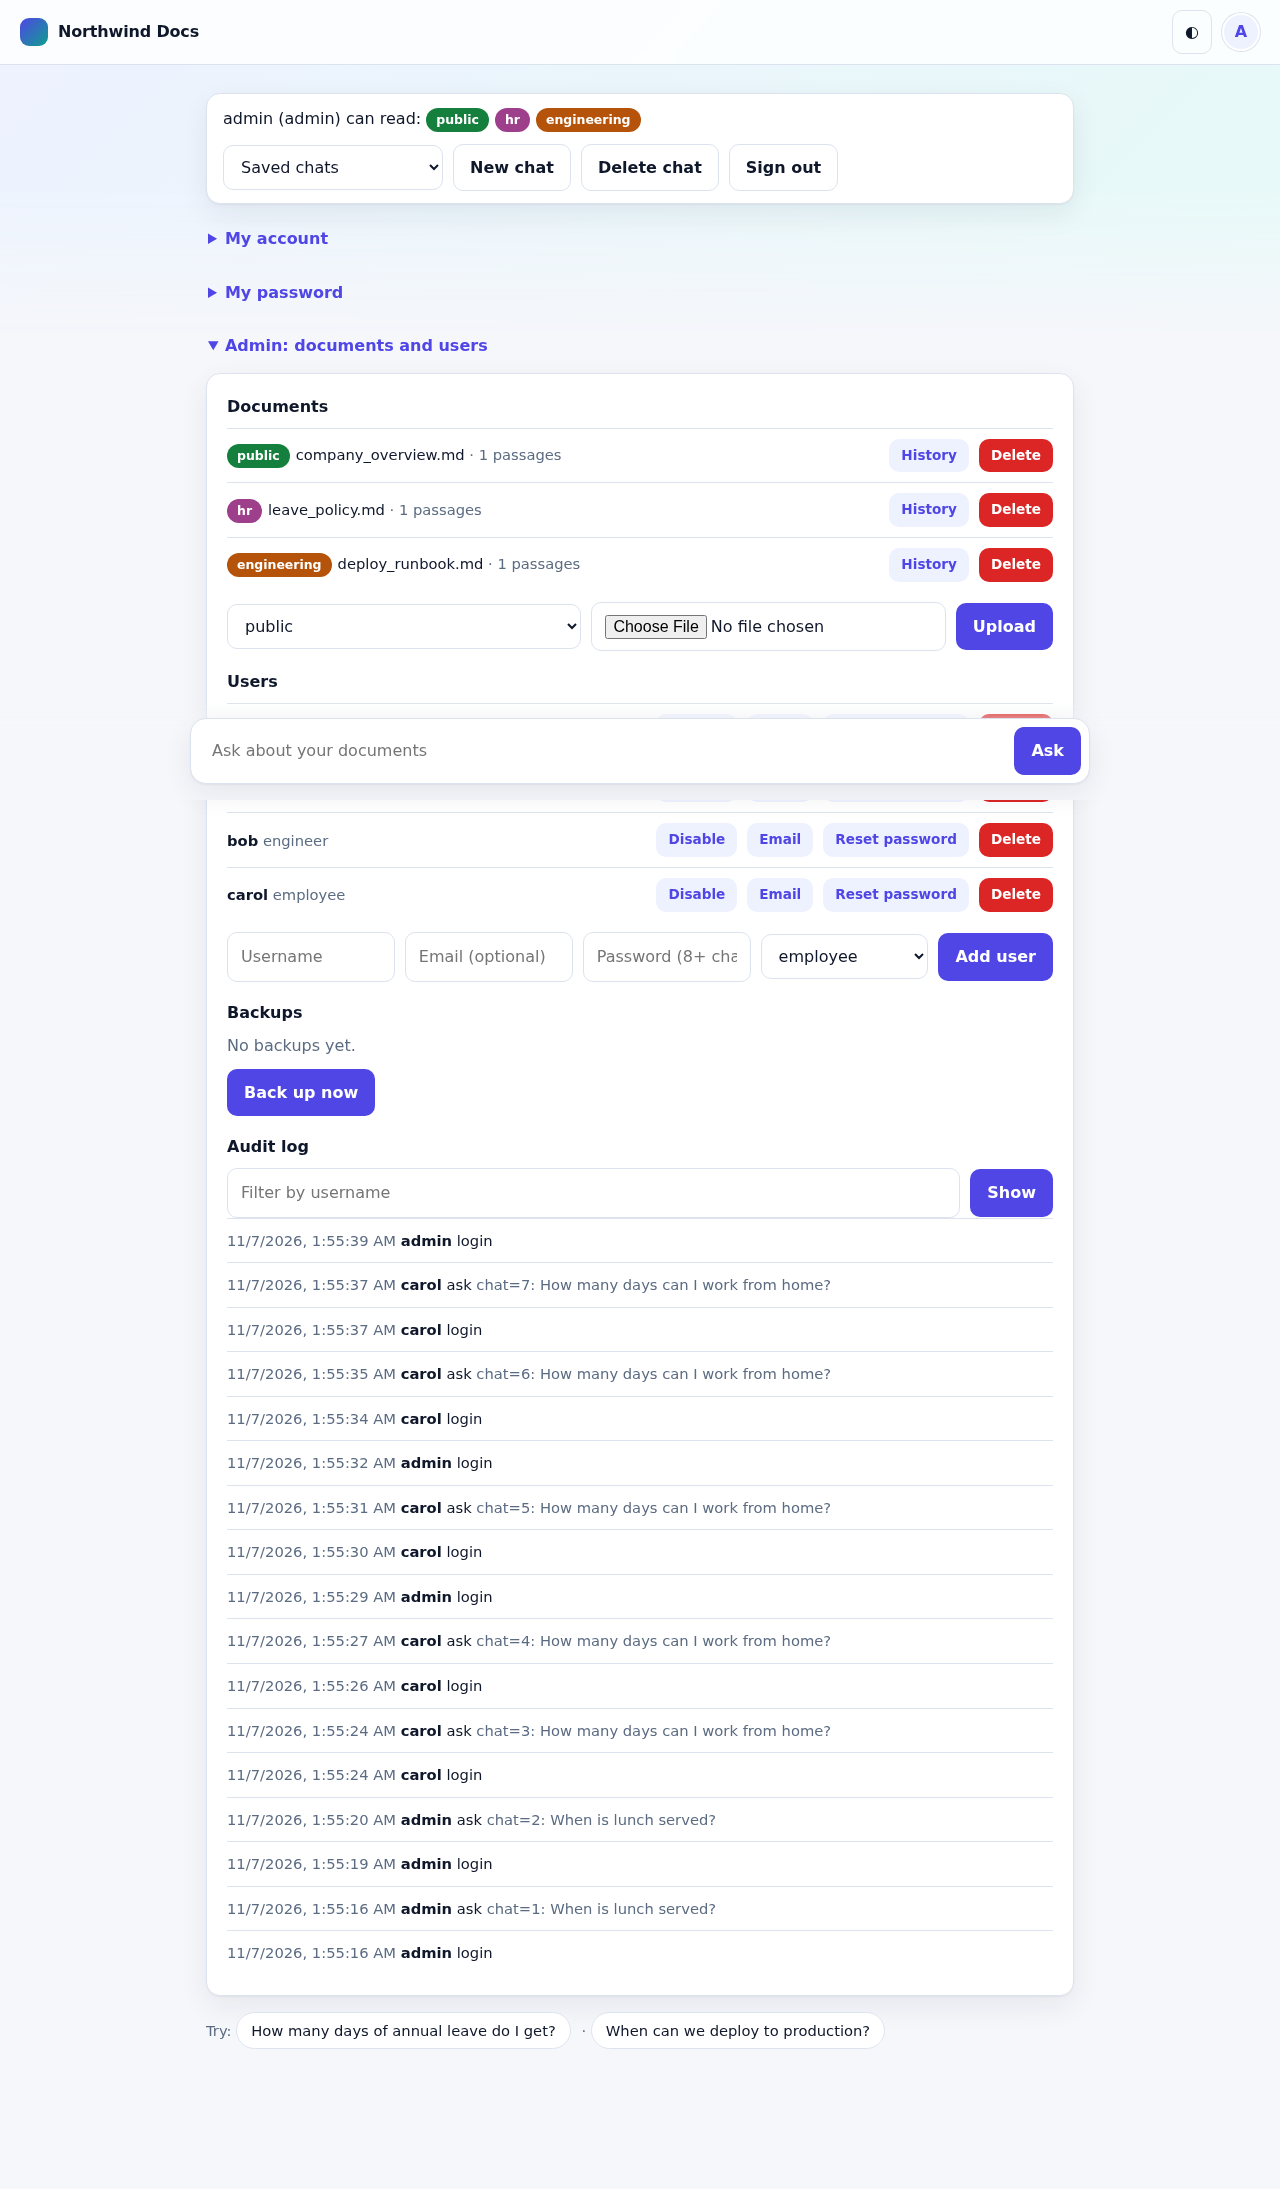 Northwind Docs
◐ A
admin (admin) can read: public hr engineering
Saved chats New chat Delete chat Sign out
My account
My password
Admin: documents and users
Documents
public company_overview.md · 1 passages History Delete
hr leave_policy.md · 1 passages History Delete
engineering deploy_runbook.md · 1 passages History Delete
public Choose File No file chosen Upload
Users
Ask about your documents Ask
bob engineer Disable Email Reset password Delete
carol employee Disable Email Reset password Delete
Username Email (optional) Password (8+ cha employee Add user
Backups
No backups yet.
Back up now
Audit log
Filter by username Show
11/7/2026, 1:55:39 AM admin login
11/7/2026, 1:55:37 AM carol ask chat=7: How many days can I work from home?
11/7/2026, 1:55:37 AM carol login
11/7/2026, 1:55:35 AM carol ask chat=6: How many days can I work from home?
11/7/2026, 1:55:34 AM carol login
11/7/2026, 1:55:32 AM admin login
11/7/2026, 1:55:31 AM carol ask chat=5: How many days can I work from home?
11/7/2026, 1:55:30 AM carol login
11/7/2026, 1:55:29 AM admin login
11/7/2026, 1:55:27 AM carol ask chat=4: How many days can I work from home?
11/7/2026, 1:55:26 AM carol login
11/7/2026, 1:55:24 AM carol ask chat=3: How many days can I work from home?
11/7/2026, 1:55:24 AM carol login
11/7/2026, 1:55:20 AM admin ask chat=2: When is lunch served?
11/7/2026, 1:55:19 AM admin login
11/7/2026, 1:55:16 AM admin ask chat=1: When is lunch served?
11/7/2026, 1:55:16 AM admin login
Try: How many days of annual leave do I get? · When can we deploy to production?